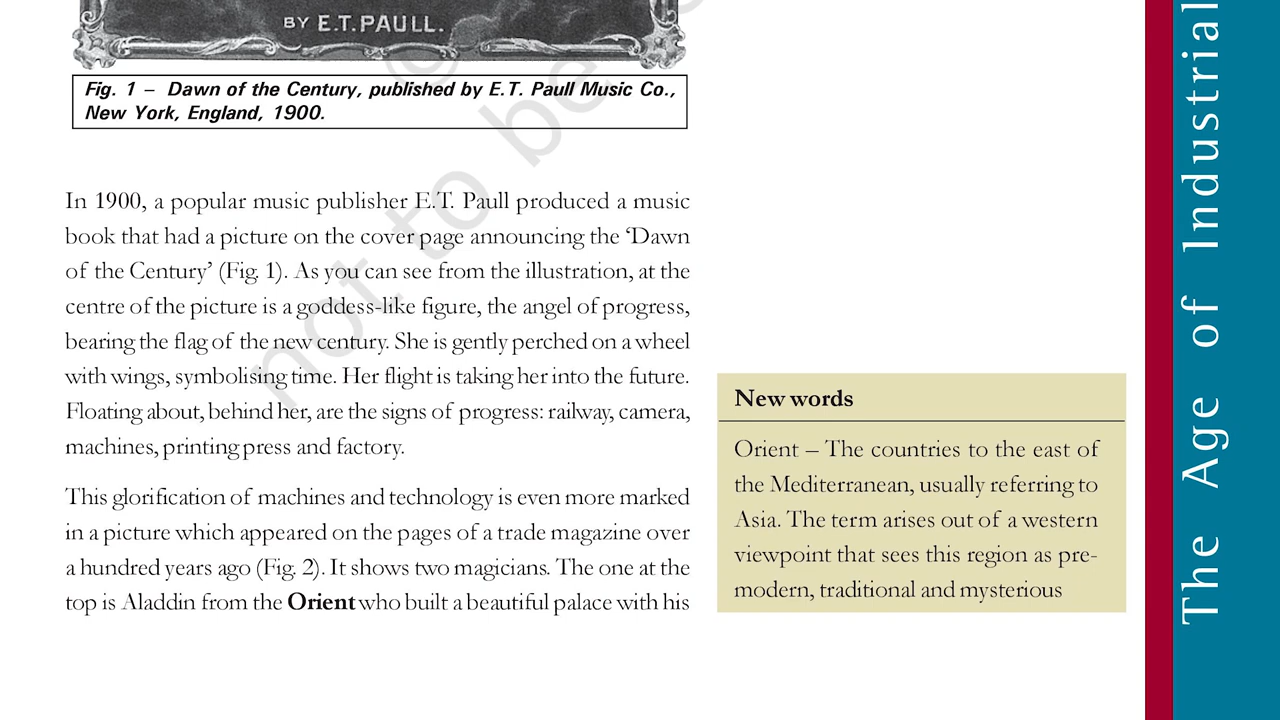 BY E.T. PAULL.
Fig. 1 – Dawn of the Century, published by E.T. Paull Music Co.,
New York, England, 1900.
In 1900, a popular music publisher E.T. Paull produced a music
book that had a picture on the cover page announcing the ‘Dawn
of the Century’ (Fig. 1). As you can see from the illustration, at the
centre of the picture is a goddess-like figure, the angel of progress,
bearing the flag of the new century. She is gently perched on a wheel
with wings, symbolising time. Her flight is taking her into the future.
Floating about, behind her, are the signs of progress: railway, camera,
machines, printing press and factory.
This glorification of machines and technology is even more marked
in a picture which appeared on the pages of a trade magazine over
a hundred years ago (Fig. 2). It shows two magicians. The one at the
top is Aladdin from the Orient who built a beautiful palace with his
New words
Orient – The countries to the east of
the Mediterranean, usually referring to
Asia. The term arises out of a western
viewpoint that sees this region as pre-
modern, traditional and mysterious
The Age of Industrial
© not to be